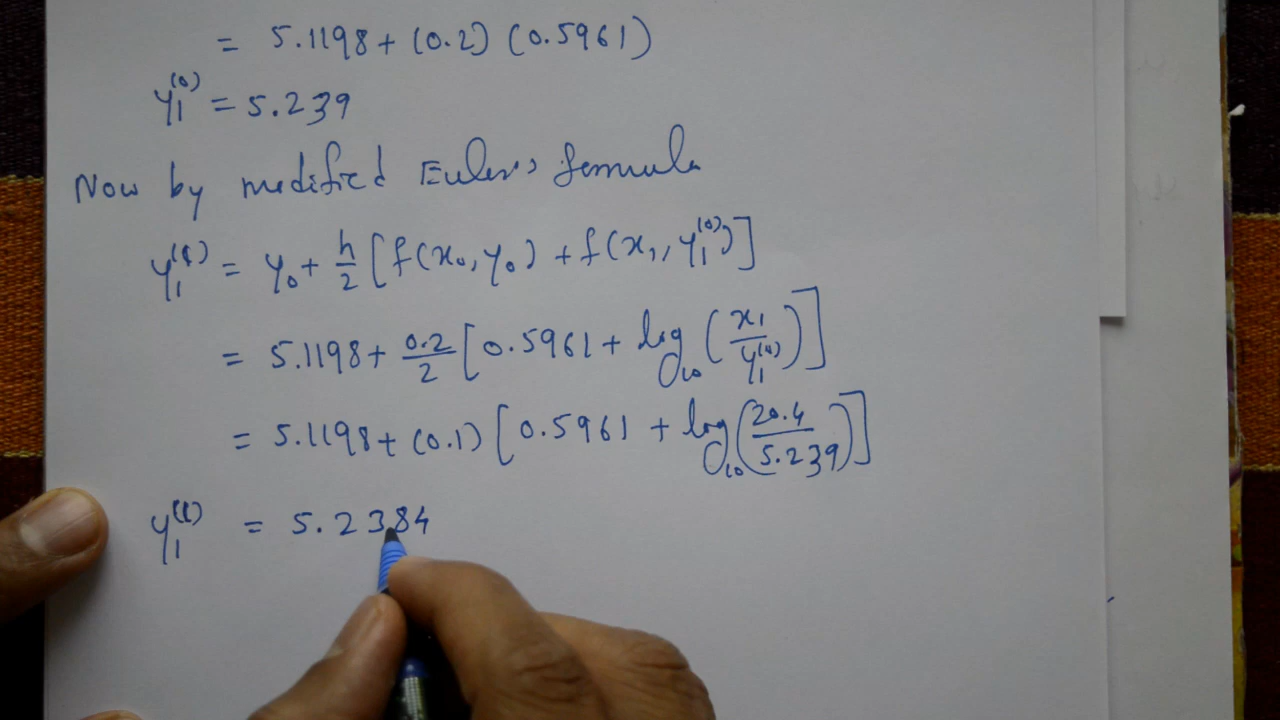 = 5.1198 + (0.2) (0.5961)
y₁⁽⁰⁾ = 5.239
Now by modified Euler's formula
y₁⁽¹⁾ = y₀ + h/2 [f(x₀, y₀) + f(x₁, y₁⁽⁰⁾)]
= 5.1198 + 0.2/2 [0.5961 + log₁₀ (x₁/y₁⁽⁰⁾)]
= 5.1198 + (0.1) [0.5961 + log₁₀ (20.4/5.239)]
y₁⁽¹⁾ = 5.2384